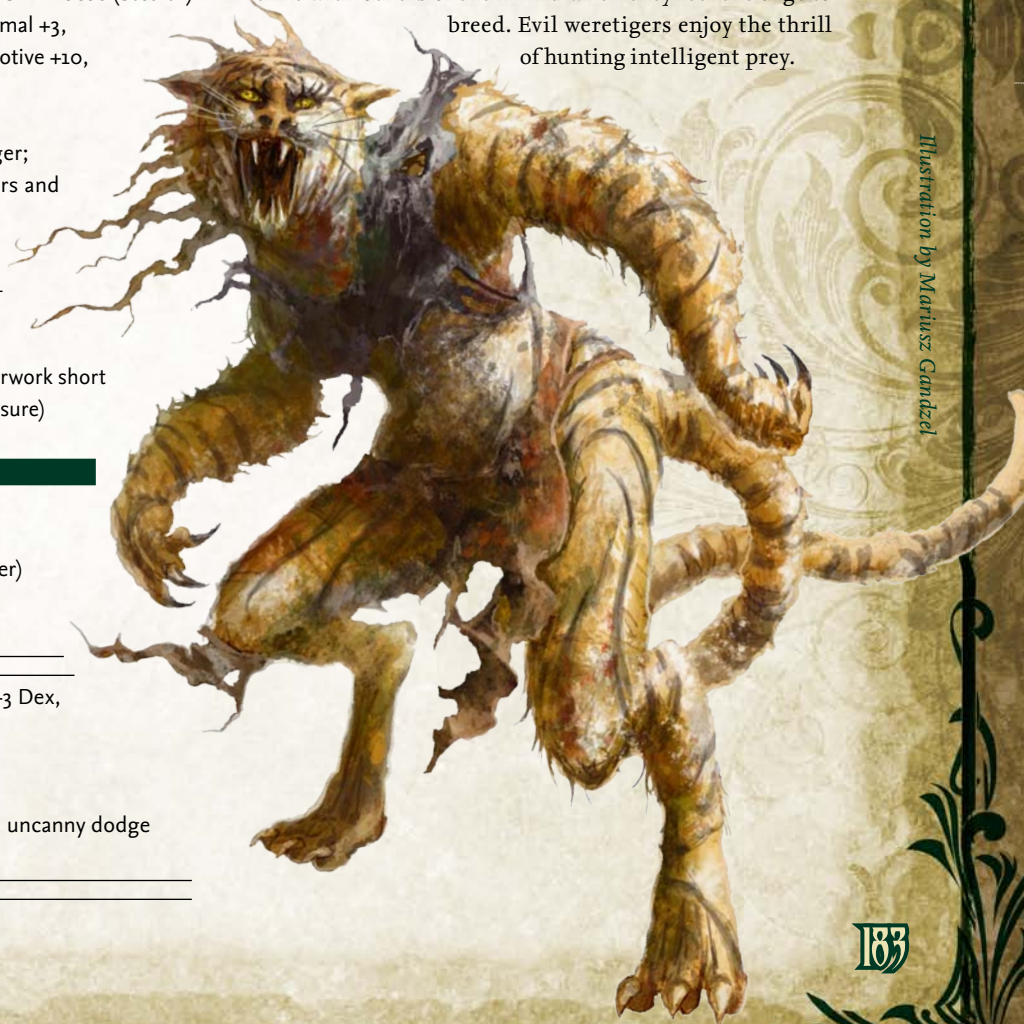 mal +3,
otive +10,
ger;
rs and
rwork short
sure)
er)
-3 Dex,
uncanny dodge
breed. Evil weretigers enjoy the thrill
of hunting intelligent prey.
Illustration by Mariusz Gandzel
183